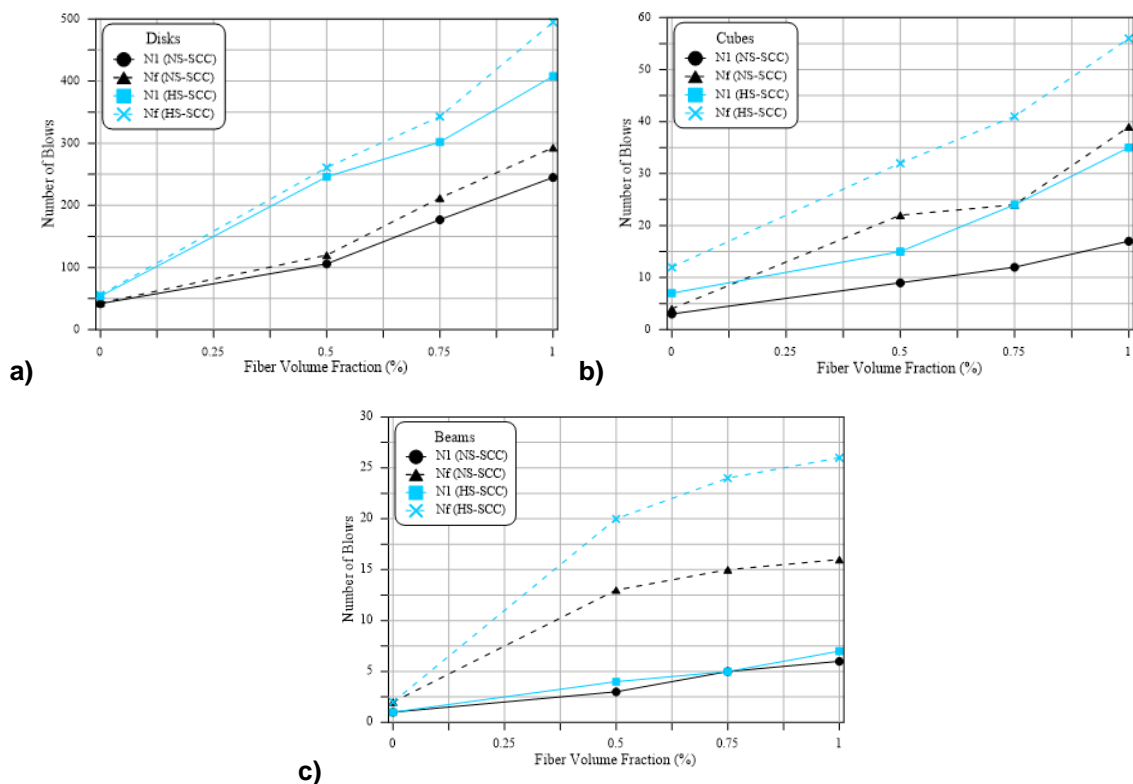 500
400
300
200
100
0
Number of Blows
Disks
N1 (NS-SCC)
Nf (NS-SCC)
N1 (HS-SCC)
Nf (HS-SCC)
0 0.25 0.5 0.75 1
Fiber Volume Fraction (%)
a)
60
50
40
30
20
10
0
Number of Blows
Cubes
N1 (NS-SCC)
Nf (NS-SCC)
N1 (HS-SCC)
Nf (HS-SCC)
0 0.25 0.5 0.75 1
Fiber Volume Fraction (%)
b)
30
25
20
15
10
5
0
Number of Blows
Beams
N1 (NS-SCC)
Nf (NS-SCC)
N1 (HS-SCC)
Nf (HS-SCC)
0 0.25 0.5 0.75 1
Fiber Volume Fraction (%)
c)